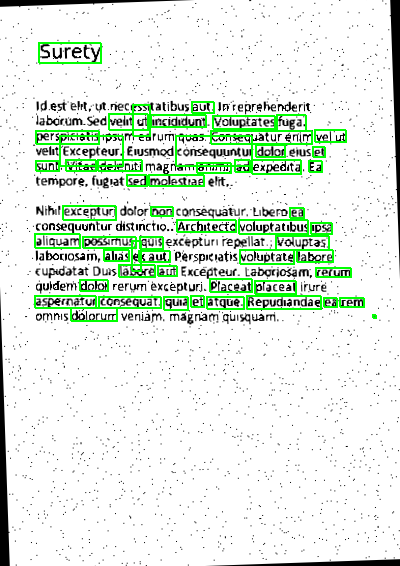 Surety
Id est elit, ut necessitatibus aut. In reprehenderit
laborum. Sed velit ut incididunt. Voluptates fuga.
perspiciatis ipsum earum quas. Consequatur enim vel ut
velit Excepteur. Eiusmod consequuntur dolor eius et
sunt. Vitae deleniti magnam animi, ad expedita. Ea
tempore, fugiat sed molestiae elit,.
Nihil excepturi dolor non consequatur. Libero ea
consequuntur distinctio.. Architecto voluptatibus ipsa
aliquam possimus, quis excepturi repellat.. Voluptas,
laboriosam, alias et aut. Perspiciatis voluptate labore
cupidatat Duis labore aut Excepteur. Laboriosam, rerum
quidem dolor rerum excepturi. Placeat placeat irure
aspernatur consequat. quia et atque. Repudiandae ea rem
omnis dolorum veniam. magnam quisquam.